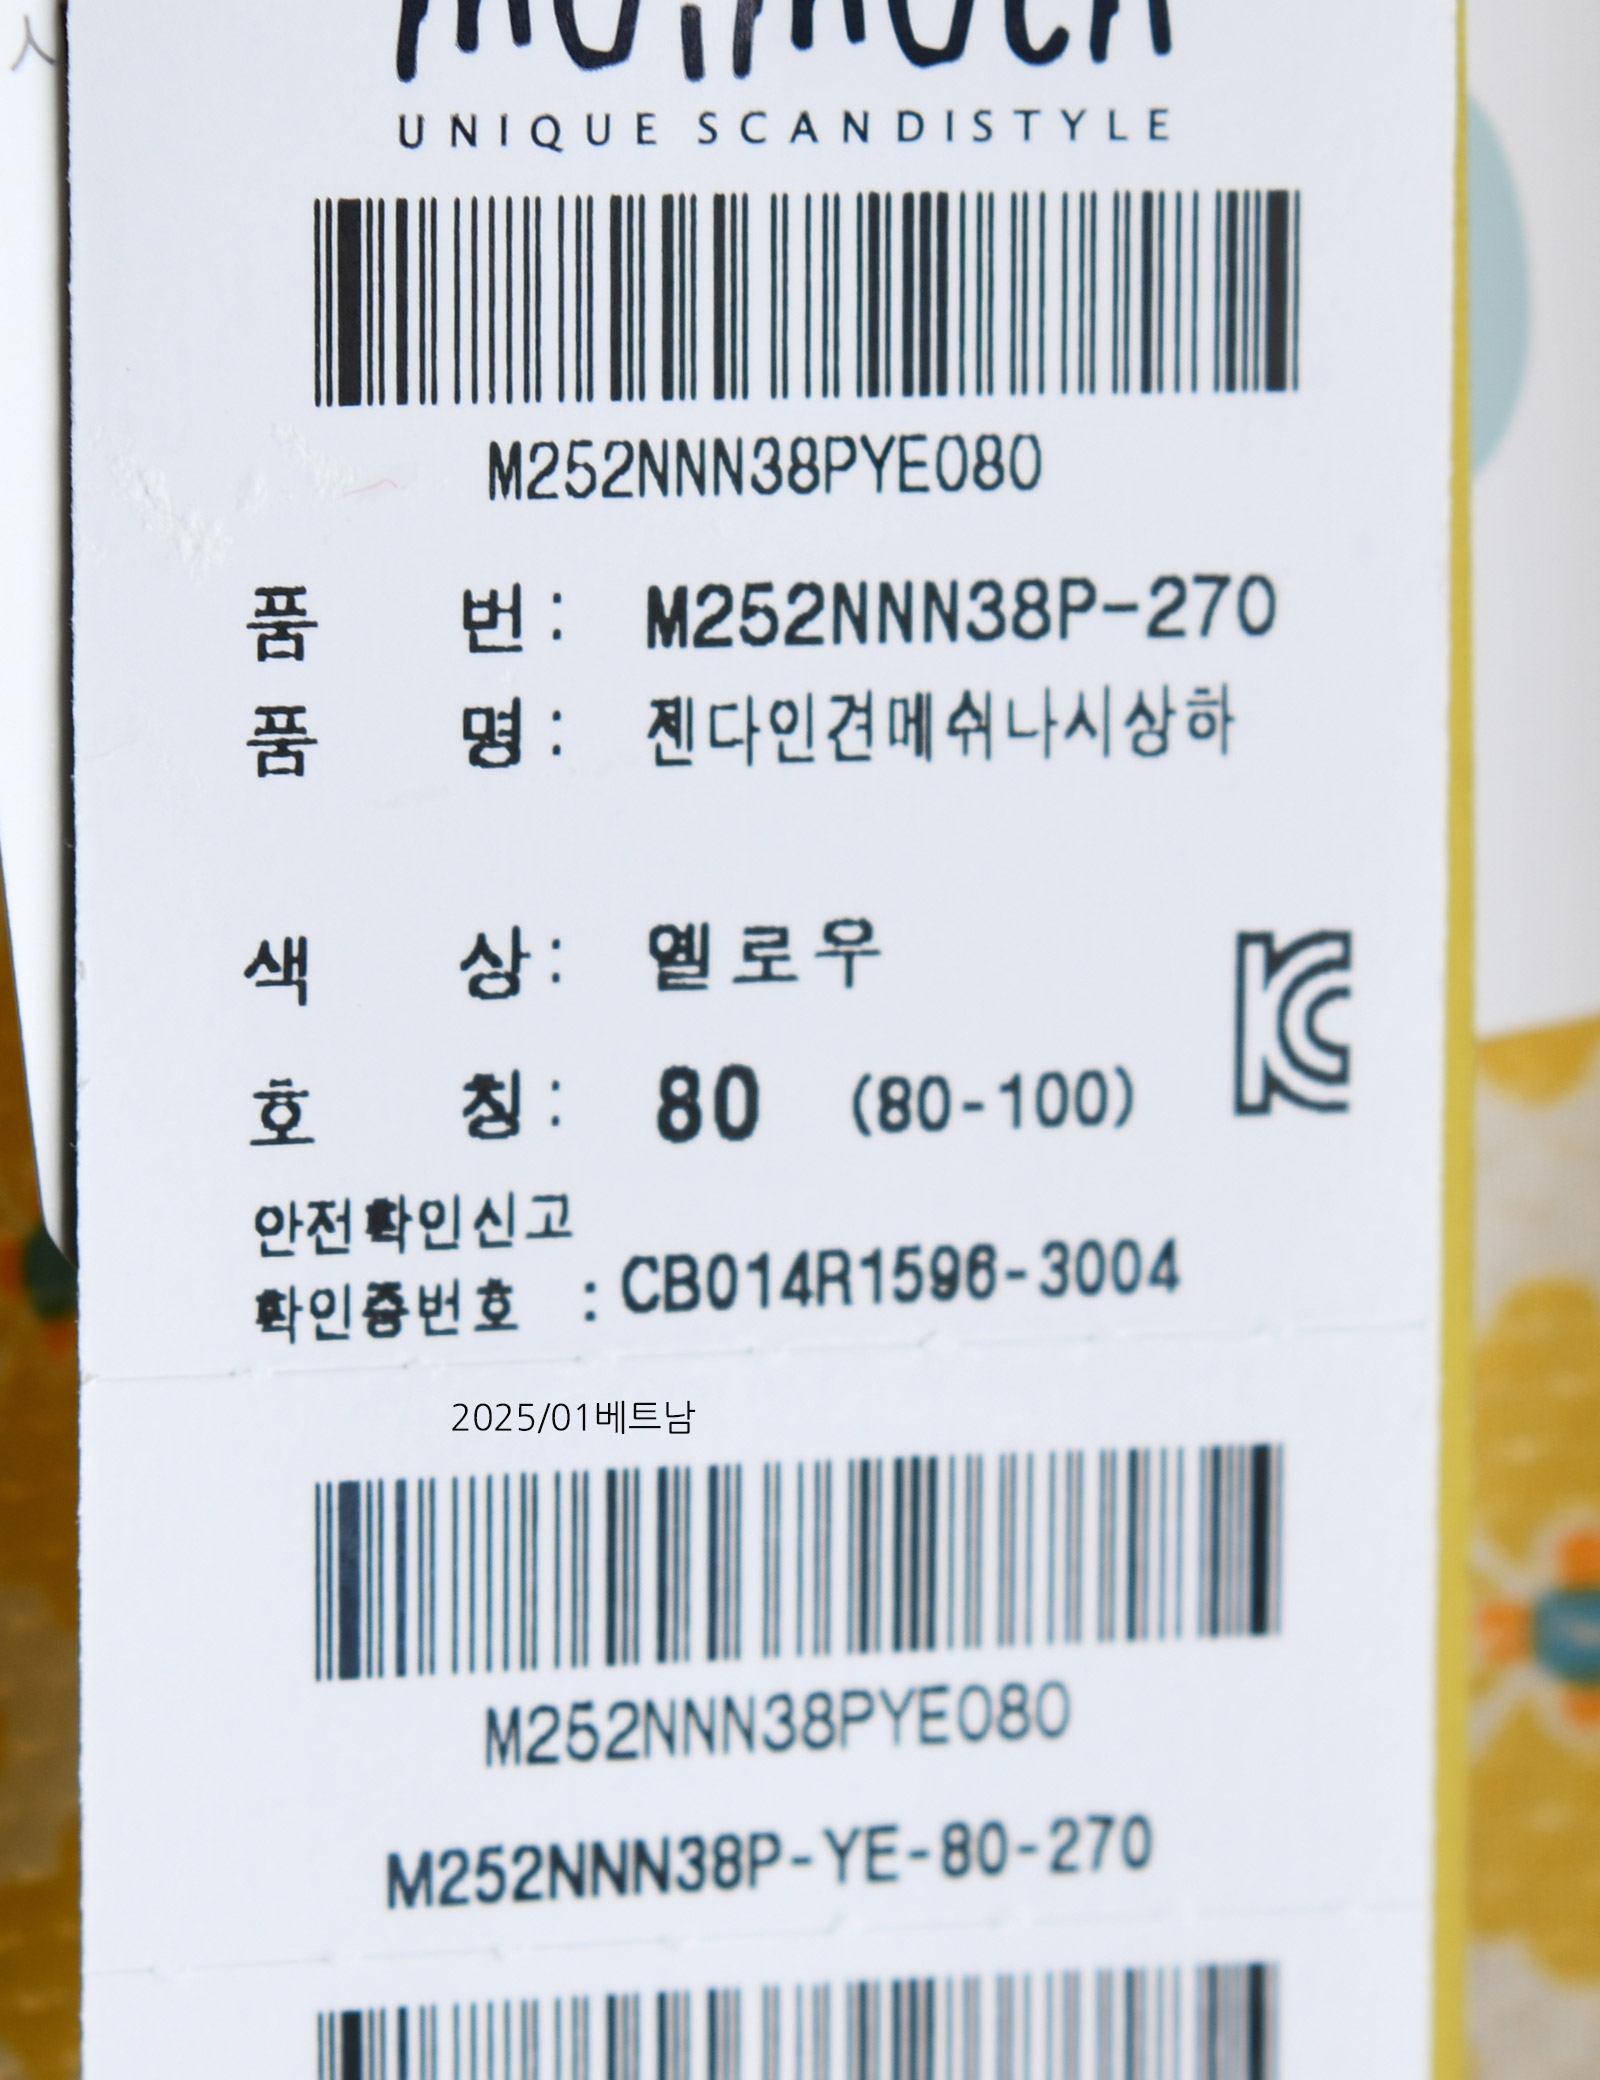 UNIQUE SCANDISTYLE
M252NNN38PYE080
품 번 : M252NNN38P-270
품 명 : 젠다인견메쉬나시상하
색 상 : 옐로우
호 칭 : 80 (80-100)
안전확인신고
확인증번호 : CB014R1596-3004
2025/01베트남
M252NNN38PYE080
M252NNN38P-YE-80-270